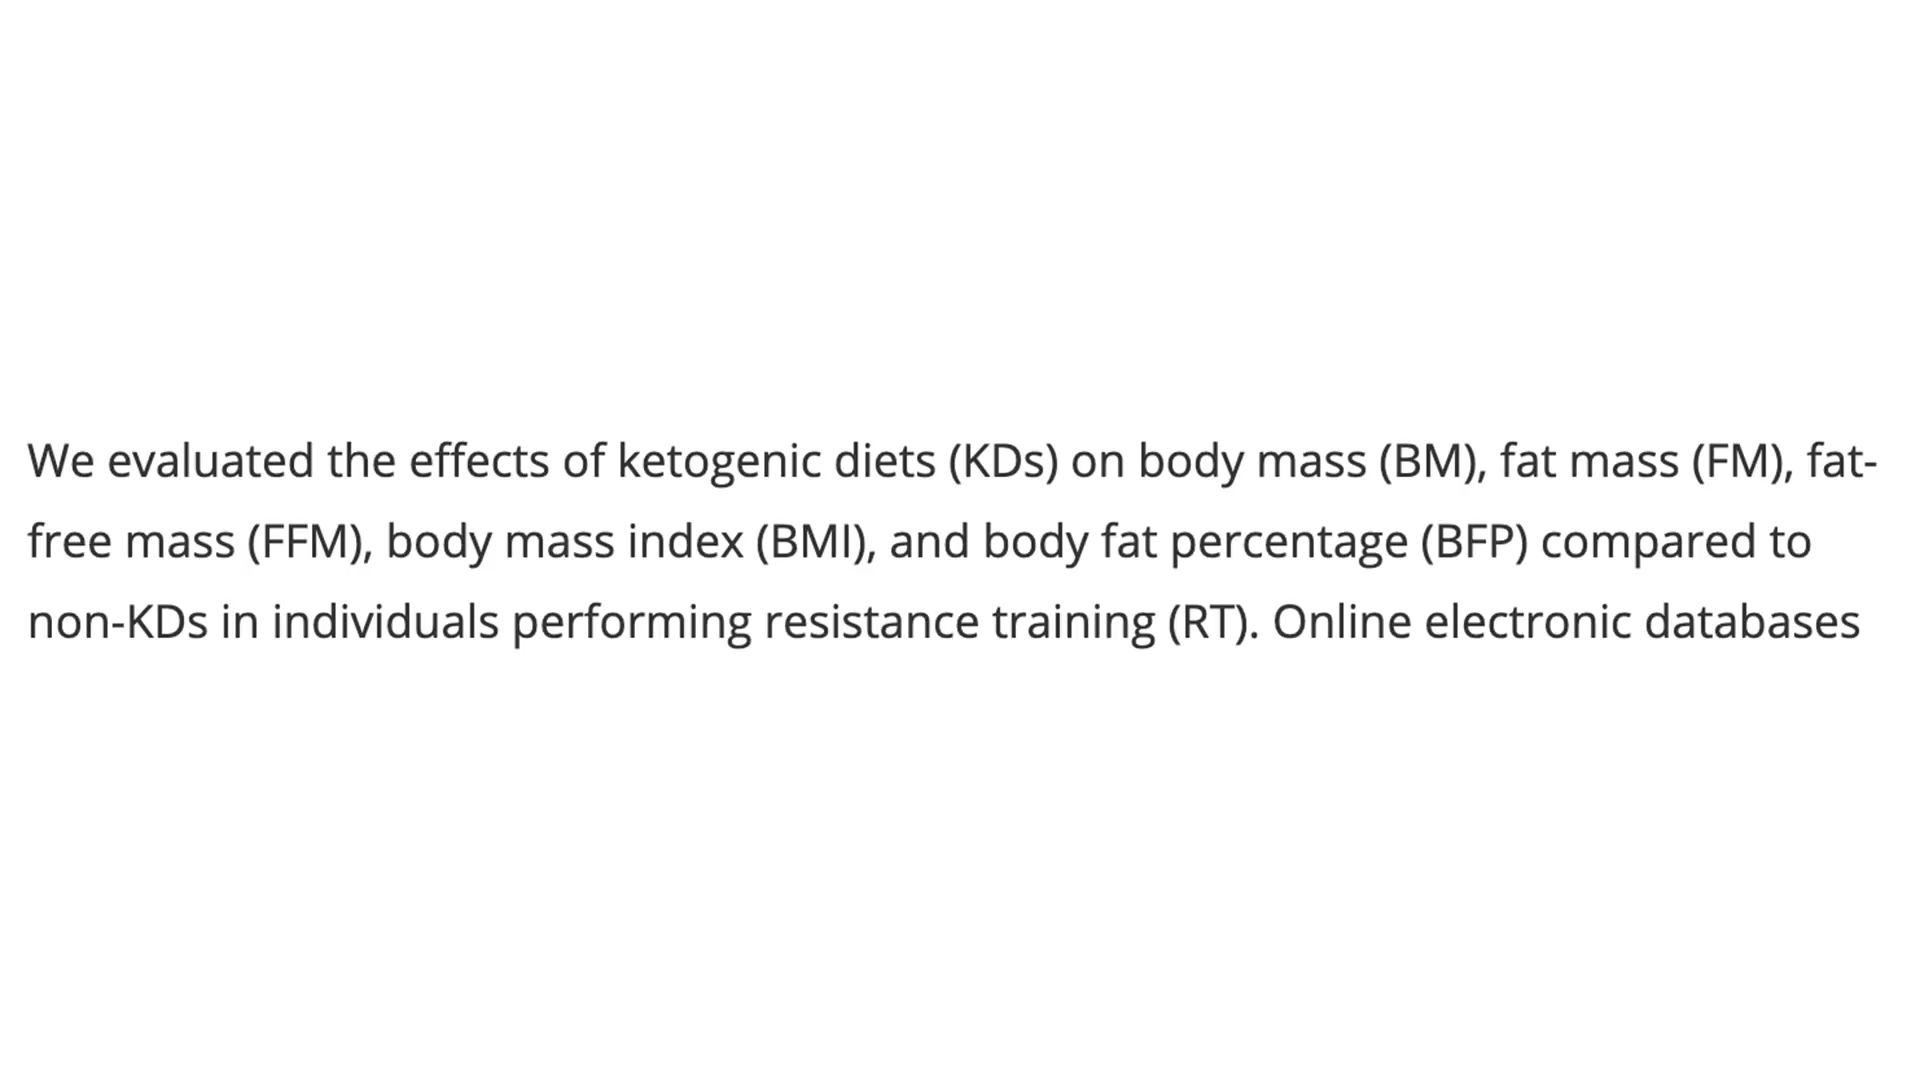 We evaluated the effects of ketogenic diets (KDs) on body mass (BM), fat mass (FM), fat-
free mass (FFM), body mass index (BMI), and body fat percentage (BFP) compared to
non-KDs in individuals performing resistance training (RT). Online electronic databases